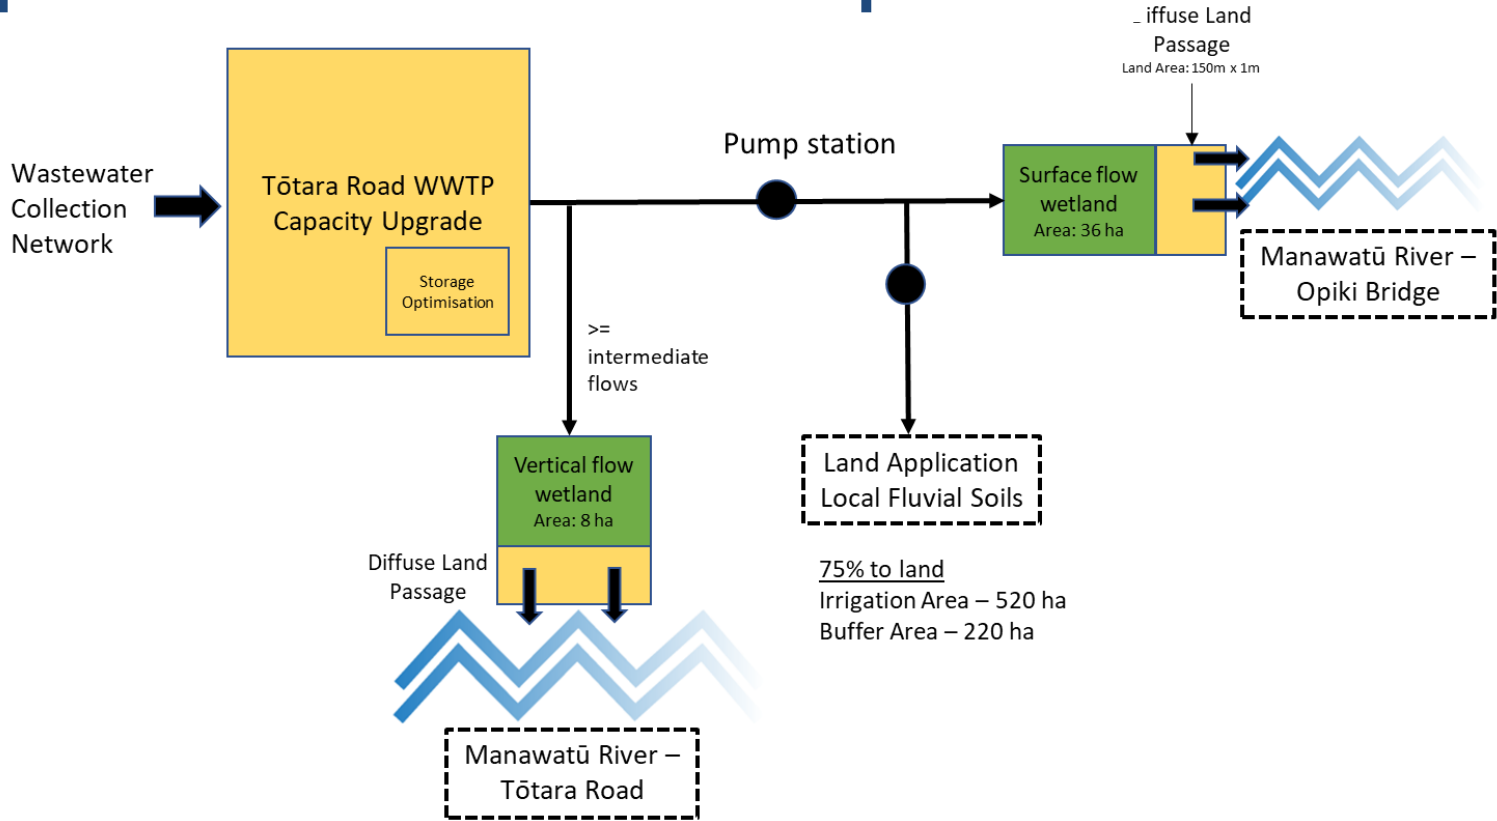 iffuse Land
Passage
Land Area: 150m x 1m
Pump station
Wastewater
Collection
Network
Tōtara Road WWTP
Capacity Upgrade
Storage
Optimisation
Surface flow
wetland
Area: 36 ha
Manawatū River –
Opiki Bridge
>=
intermediate
flows
Vertical flow
wetland
Area: 8 ha
Land Application
Local Fluvial Soils
Diffuse Land
Passage
75% to land
Irrigation Area – 520 ha
Buffer Area – 220 ha
Manawatū River –
Tōtara Road